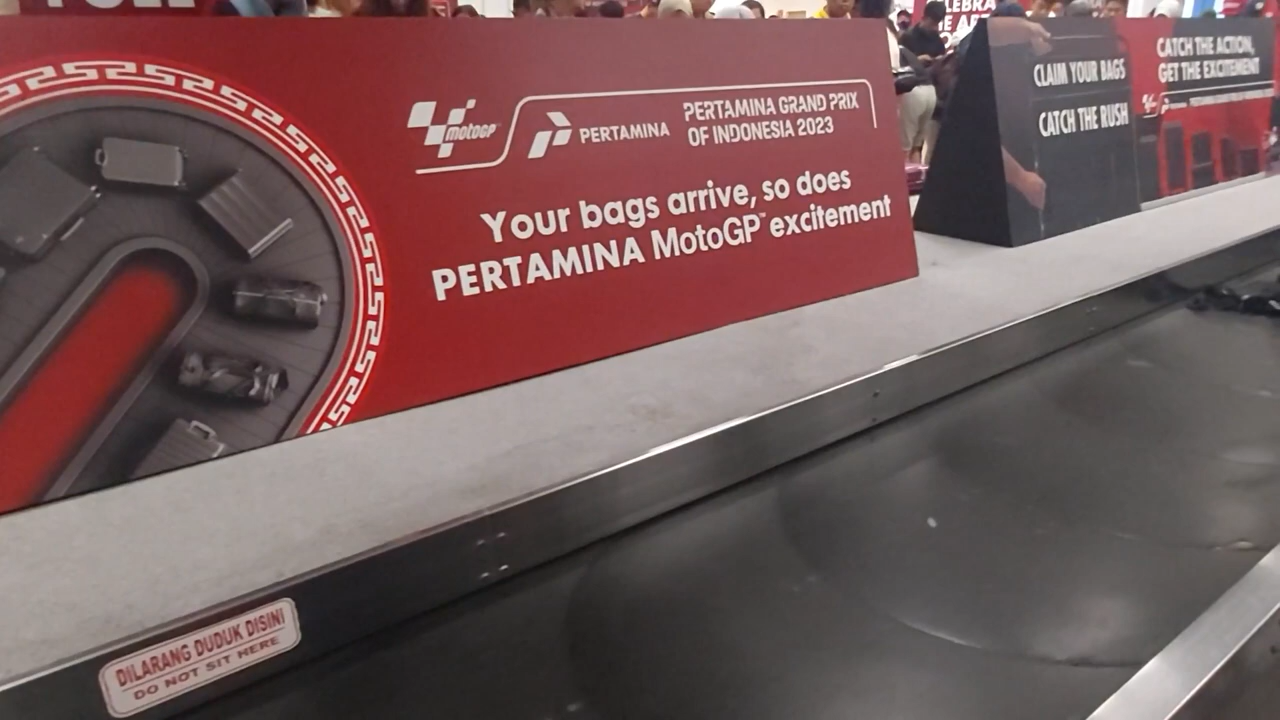 motoGP™
PERTAMINA
PERTAMINA GRAND PRIX
OF INDONESIA 2023
Your bags arrive, so does
PERTAMINA MotoGP™ excitement
CLAIM YOUR BAGS
CATCH THE RUSH
CATCH THE ACTION,
GET THE EXCITEMENT
DILARANG DUDUK DISINI
DO NOT SIT HERE